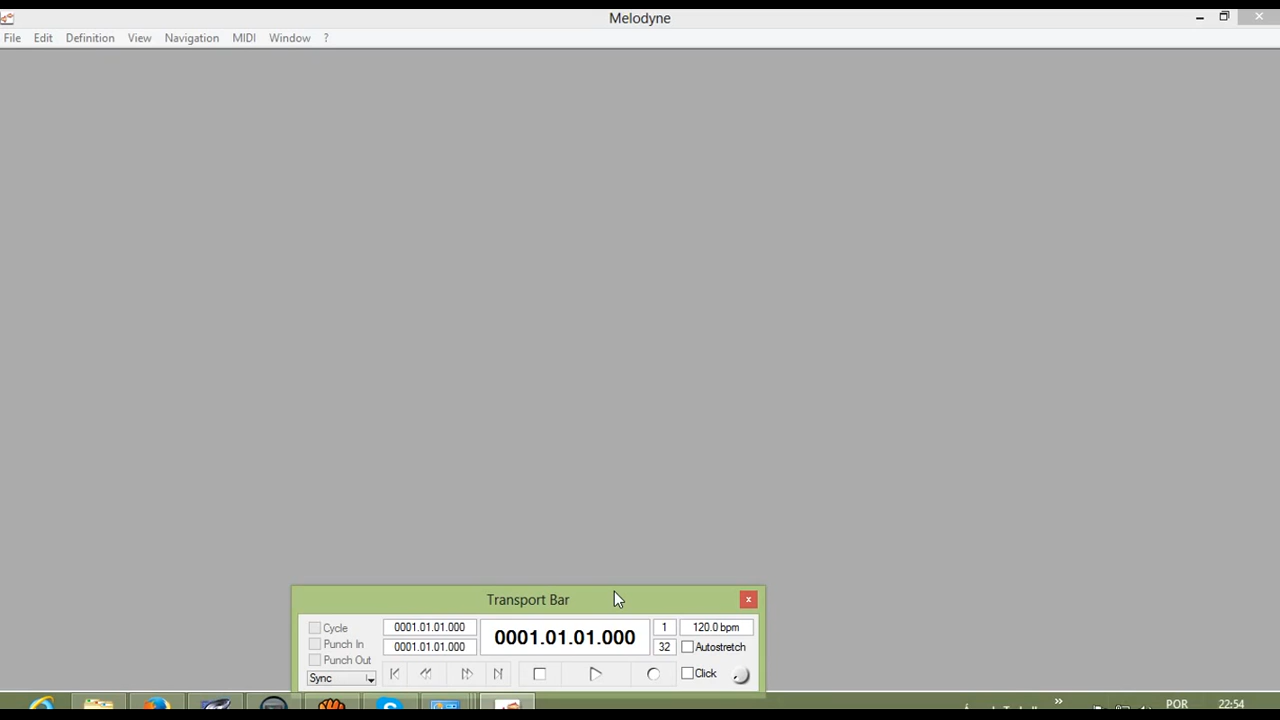 Melodyne
File Edit Definition View Navigation MIDI Window ?
Transport Bar
Cycle 0001.01.01.000 0001.01.01.000 1 120.0 bpm
Punch In 0001.01.01.000 32 Autostretch
Punch Out
Sync Click
POR 22:54